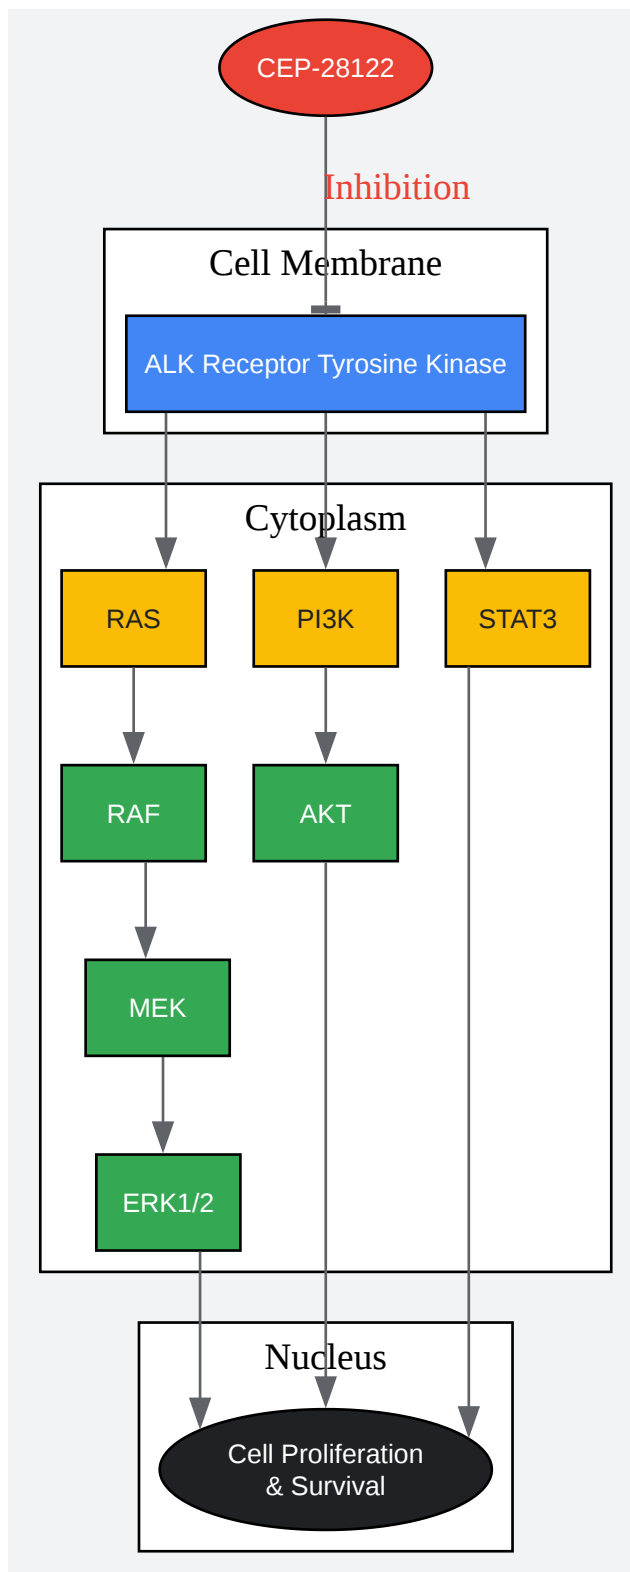 CEP-28122
Inhibition
Cell Membrane
ALK Receptor Tyrosine Kinase
Cytoplasm
RAS
PI3K
STAT3
RAF
AKT
MEK
ERK1/2
Nucleus
Cell Proliferation
& Survival